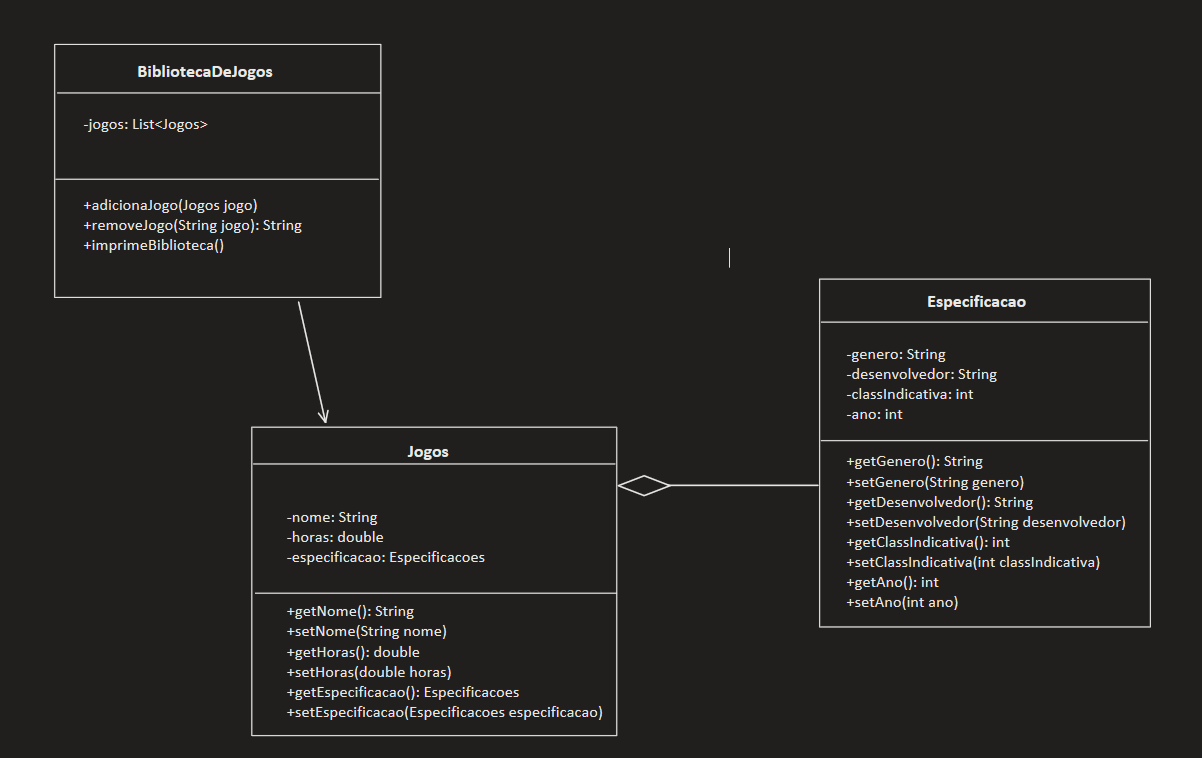 BibliotecaDeJogos
-jogos: List<Jogos>
+adicionaJogo(Jogos jogo)
+removeJogo(String jogo): String
+imprimeBiblioteca()
Jogos
-nome: String
-horas: double
-especificacao: Especificacoes
+getNome(): String
+setNome(String nome)
+getHoras(): double
+setHoras(double horas)
+getEspecificacao(): Especificacoes
+setEspecificacao(Especificacoes especificacao)
Especificacao
-genero: String
-desenvolvedor: String
-classIndicativa: int
-ano: int
+getGenero(): String
+setGenero(String genero)
+getDesenvolvedor(): String
+setDesenvolvedor(String desenvolvedor)
+getClassIndicativa(): int
+setClassIndicativa(int classIndicativa)
+getAno(): int
+setAno(int ano)